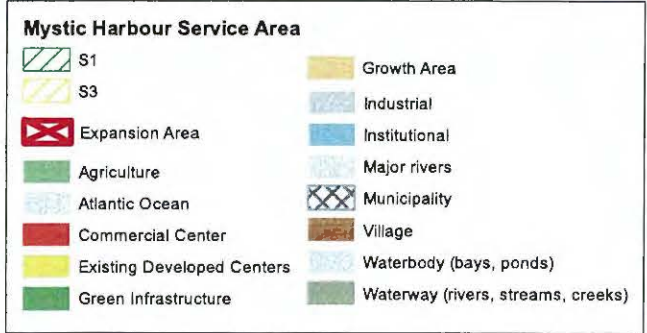 Mystic Harbour Service Area
S1
S3
Expansion Area
Agriculture
Atlantic Ocean
Commercial Center
Existing Developed Centers
Green Infrastructure
Growth Area
Industrial
Institutional
Major rivers
Municipality
Village
Waterbody (bays, ponds)
Waterway (rivers, streams, creeks)